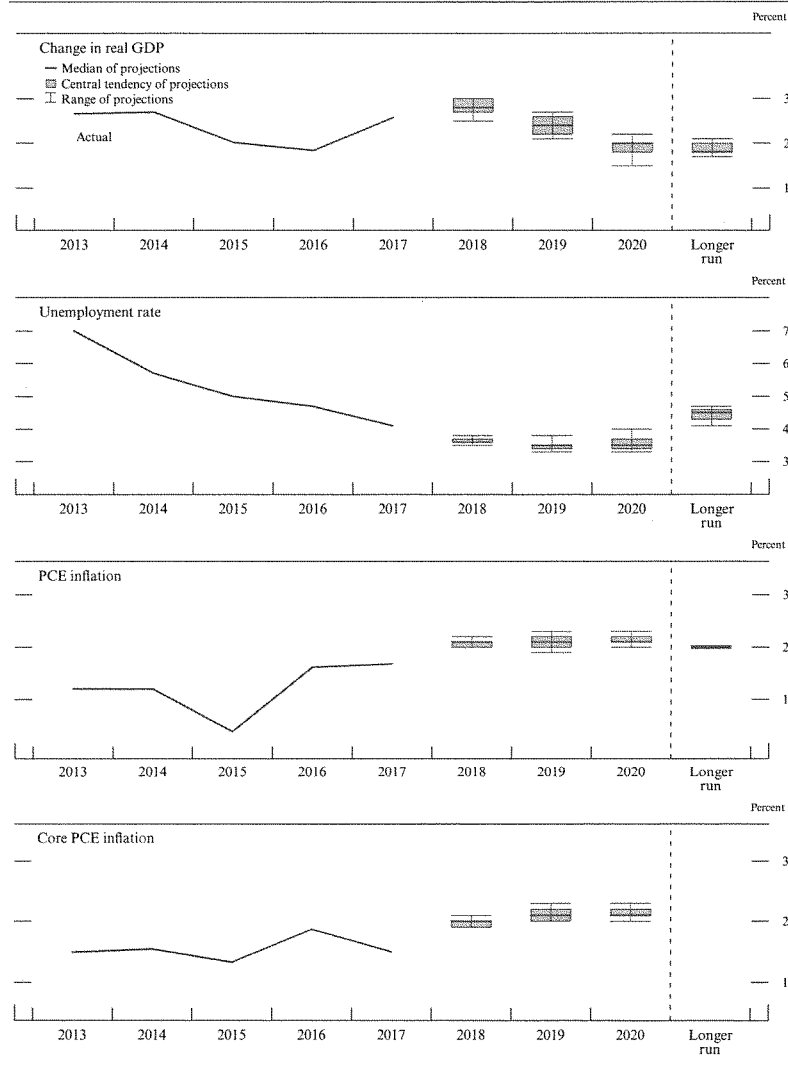 Percent
Change in real GDP
Median of projections
Central tendency of projections
Range of projections
Actual
3
2
1
2013 2014 2015 2016 2017 2018 2019 2020 Longer run
Percent
Unemployment rate
7
6
5
4
3
2013 2014 2015 2016 2017 2018 2019 2020 Longer run
Percent
PCE inflation
3
2
1
2013 2014 2015 2016 2017 2018 2019 2020 Longer run
Percent
Core PCE inflation
3
2
1
2013 2014 2015 2016 2017 2018 2019 2020 Longer run